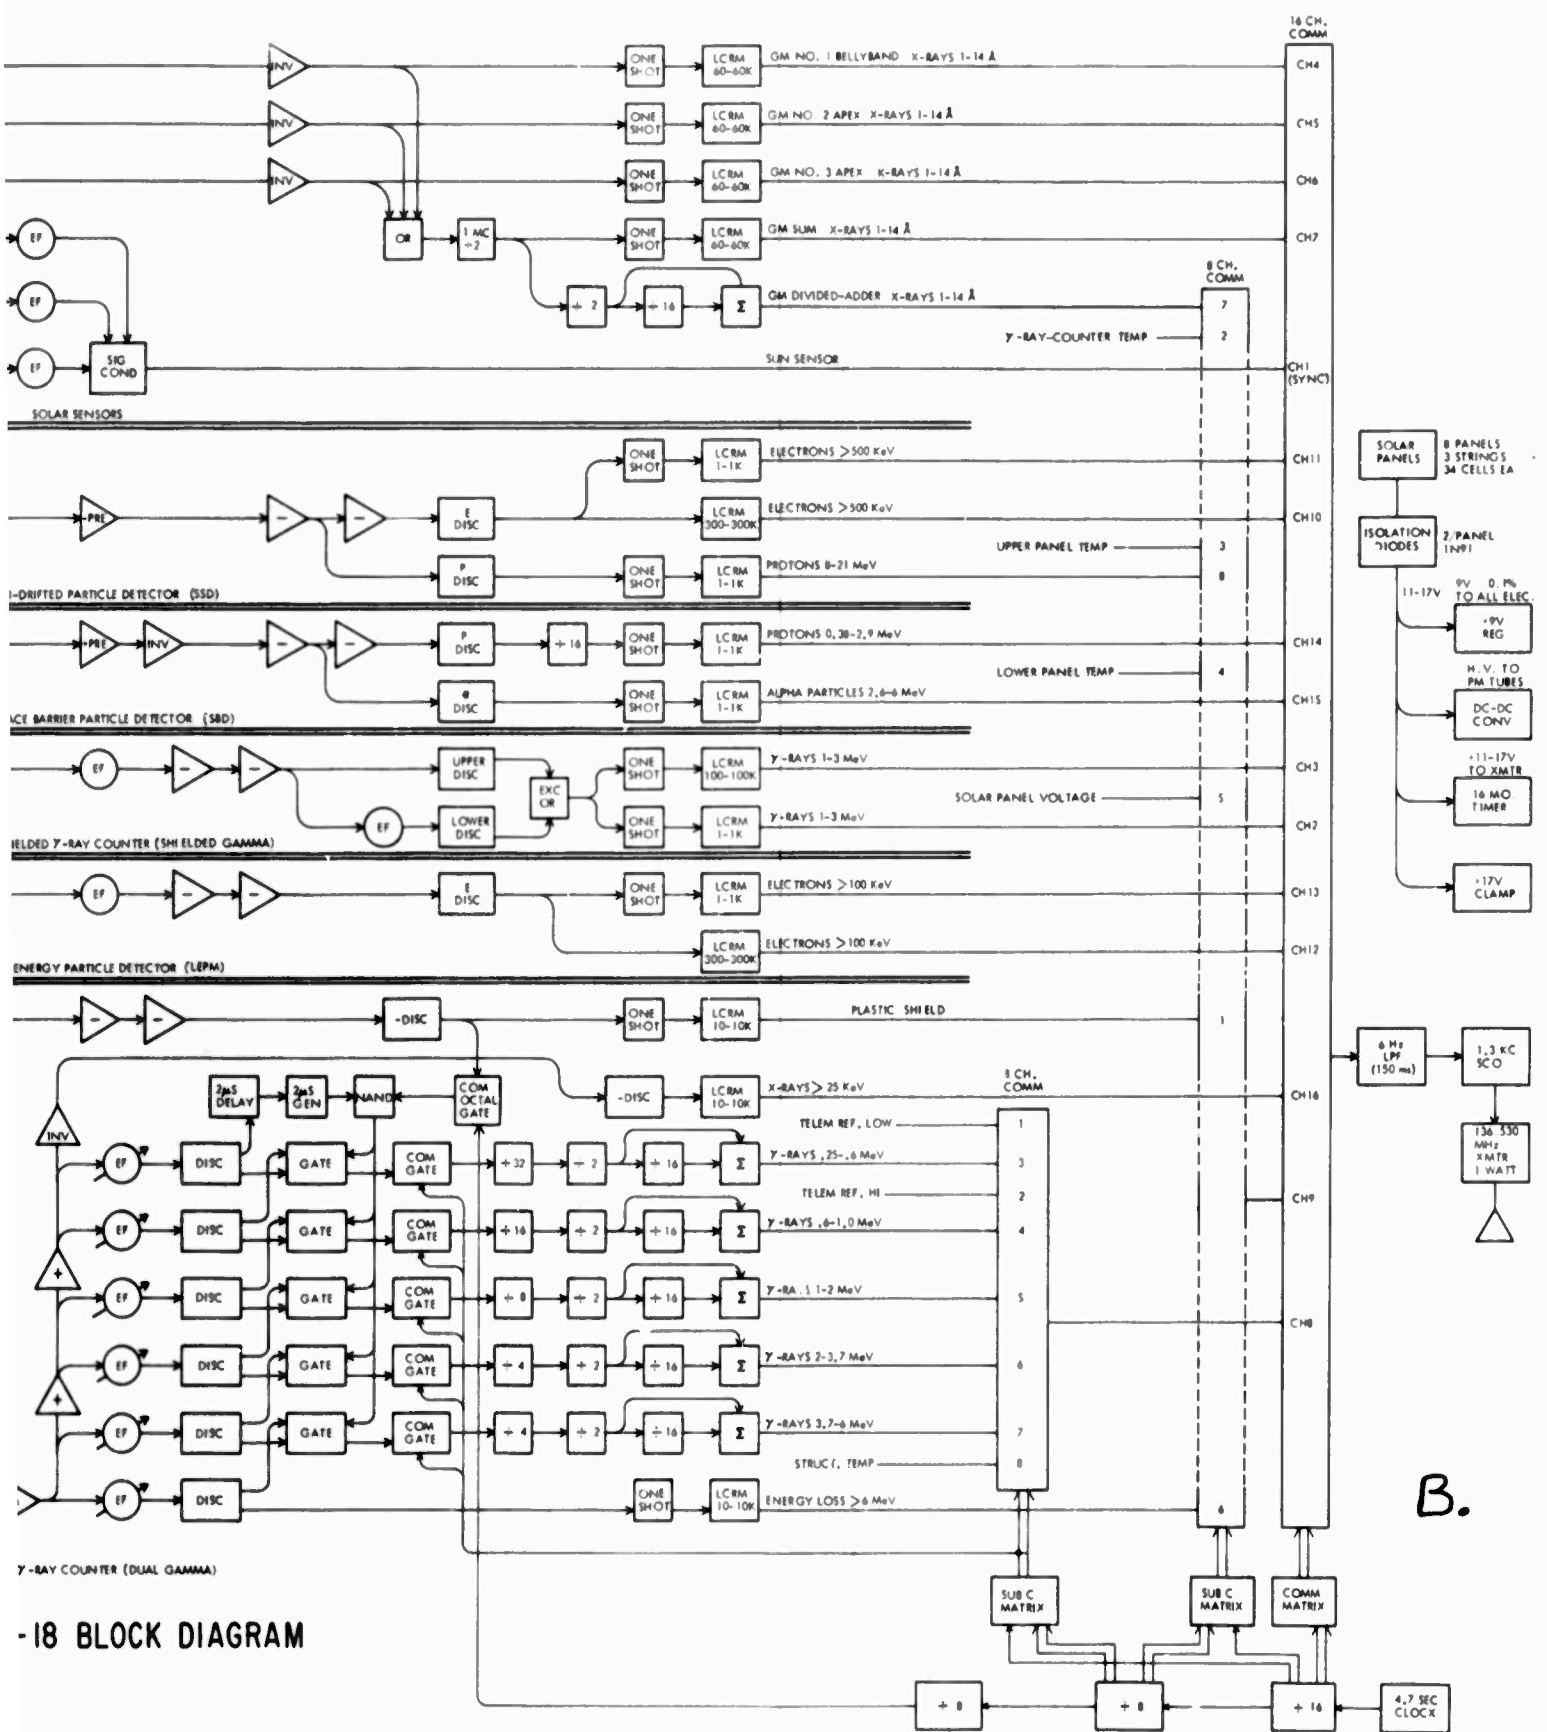 16 CH.
COMM
INV
ONE
SHOT
LCRM
60-60K
GM NO. 1 BELLYBAND X-RAYS 1-14 Å
CH4
INV
ONE
SHOT
LCRM
60-60K
GM NO. 2 APEX X-RAYS 1-14 Å
CH5
INV
ONE
SHOT
LCRM
60-60K
GM NO. 3 APEX X-RAYS 1-14 Å
CH6
EF
OR
1 MC
÷2
ONE
SHOT
LCRM
60-60K
GM SUM X-RAYS 1-14 Å
CH7
8 CH.
COMM
EF
÷ 2
÷ 16
Σ
GM DIVIDED-ADDER X-RAYS 1-14 Å
7
γ-RAY-COUNTER TEMP
2
EF
SIG
COND
SUN SENSOR
CH1
(SYNC)
SOLAR SENSORS
SOLAR
PANELS
8 PANELS
3 STRINGS
34 CELLS EA
ONE
SHOT
LCRM
1-1K
ELECTRONS >500 KeV
CH11
PRE
−
−
E
DISC
LCRM
300-300K
ELECTRONS >500 KeV
CH10
ISOLATION
DIODES
2/PANEL
1N91
UPPER PANEL TEMP
3
P
DISC
ONE
SHOT
LCRM
1-1K
PROTONS 8-21 MeV
8
I-DRIFTED PARTICLE DETECTOR (SSD)
11-17V
9V 0.1%
TO ALL ELEC.
+9V
REG
PRE
INV
−
−
P
DISC
÷ 16
ONE
SHOT
LCRM
1-1K
PROTONS 0,38-2,9 MeV
CH14
LOWER PANEL TEMP
4
H.V. TO
PM TUBES
DC-DC
CONV
DISC
ONE
SHOT
LCRM
1-1K
ALPHA PARTICLES 2,6-6 MeV
CH15
ACE BARRIER PARTICLE DETECTOR (SBD)
EF
−
−
UPPER
DISC
EXC
OR
ONE
SHOT
LCRM
100-100K
γ-RAYS 1-3 MeV
CH3
+11-17V
TO XMTR
16 MO.
TIMER
SOLAR PANEL VOLTAGE
5
EF
LOWER
DISC
ONE
SHOT
LCRM
1-1K
γ-RAYS 1-3 MeV
CH2
IELDED γ-RAY COUNTER (SHIELDED GAMMA)
EF
−
−
E
DISC
ONE
SHOT
LCRM
1-1K
ELECTRONS >100 KeV
CH13
+17V
CLAMP
LCRM
300-300K
ELECTRONS >100 KeV
CH12
ENERGY PARTICLE DETECTOR (LEPM)
−
−
-DISC
ONE
SHOT
LCRM
10-10K
PLASTIC SHIELD
1
6 Hz
LPF
(150 ms)
1,3 KC
SCO
8 CH.
COMM
2μS
DELAY
2μS
GEN
NAND
COM
OCTAL
GATE
-DISC
LCRM
10-10K
X-RAYS > 25 KeV
CH16
INV
TELEM REF, LOW
1
136.530
MHz
XMTR
1 WATT
EF
DISC
GATE
COM
GATE
÷32
÷ 2
÷ 16
Σ
γ-RAYS ,25-,6 MeV
3
TELEM REF, HI
2
CH9
EF
DISC
GATE
COM
GATE
÷16
÷ 2
÷16
Σ
γ-RAYS ,6-1,0 MeV
4
+
EF
DISC
GATE
COM
GATE
÷ 8
÷ 2
÷16
Σ
γ-RA. S 1-2 MeV
5
CH8
EF
DISC
GATE
COM
GATE
÷ 4
÷ 2
÷16
Σ
γ-RAYS 2-3,7 MeV
6
+
EF
DISC
GATE
COM
GATE
÷ 4
÷ 2
÷16
Σ
γ-RAYS 3,7-6 MeV
7
STRUCT, TEMP
8
EF
DISC
ONE
SHOT
LCRM
10-10K
ENERGY LOSS >6 MeV
6
B.
γ-RAY COUNTER (DUAL GAMMA)
SUB C
MATRIX
SUB C
MATRIX
COMM
MATRIX
-18 BLOCK DIAGRAM
÷ 8
÷ 8
÷ 16
4,7 SEC
CLOCK